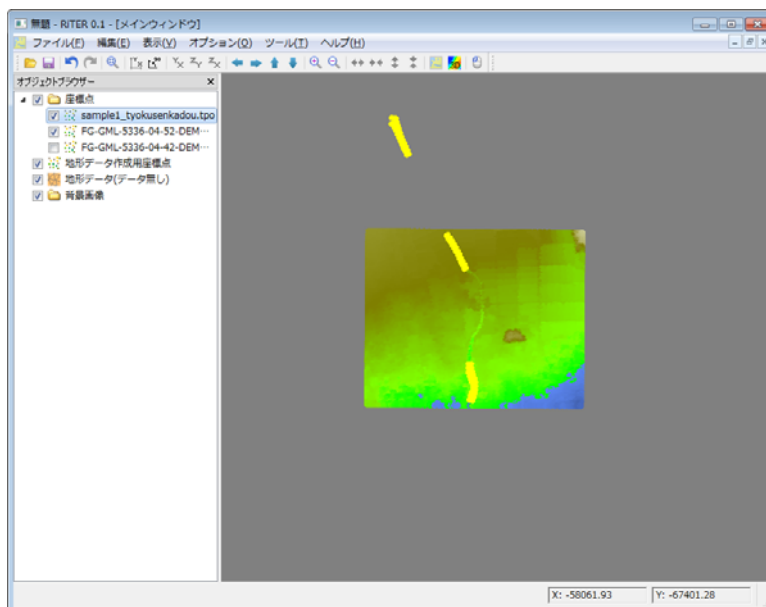 無題 - RiTER 0.1 - [メインウィンドウ]
ファイル(F) 編集(E) 表示(V) オプション(O) ツール(T) ヘルプ(H)
オブジェクトブラウザー
座標点
sample1_tyokusenkadou.tpo
FG-GML-5336-04-52-DEM…
FG-GML-5336-04-42-DEM…
地形データ作成用座標点
地形データ(データ無し)
背景画像
X: -58061.93 Y: -67401.28